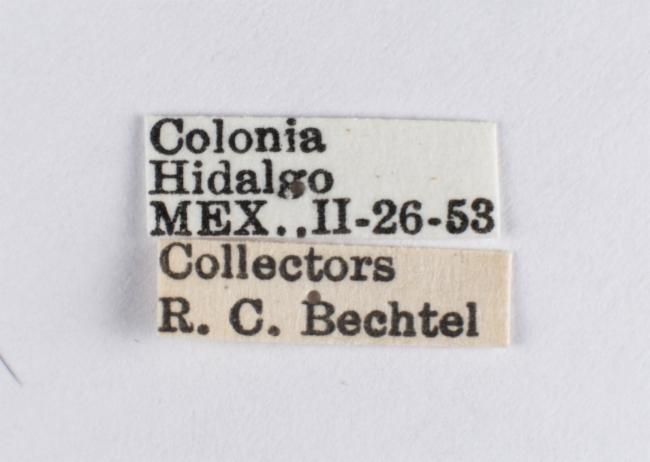 Colonia
Hidalgo
MEX..II-26-53
Collectors
R. C. Bechtel